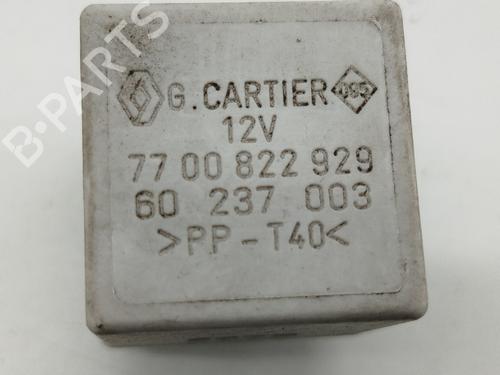 G.CARTIER
12V
77 00 822 929
60 237 003
>PP-T40<
B-PARTS